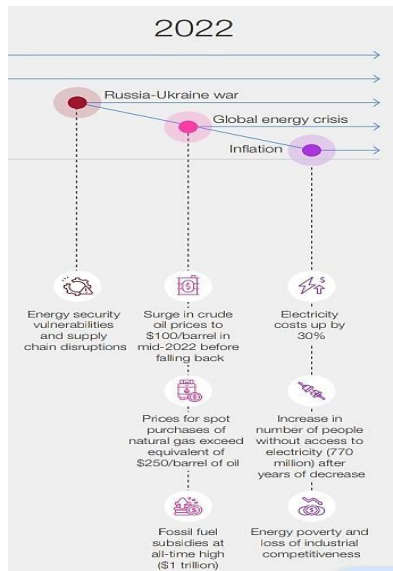 2022
Russia-Ukraine war
Global energy crisis
Inflation
Energy security
vulnerabilities
and supply
chain disruptions
Surge in crude
oil prices to
$100/barrel in
mid-2022 before
falling back
Prices for spot
purchases of
natural gas exceed
equivalent of
$250/barrel of oil
Fossil fuel
subsidies at
all-time high
($1 trillion)
Electricity
costs up by
30%
Increase in
number of people
without access to
electricity (770
million) after
years of decrease
Energy poverty and
loss of industrial
competitiveness